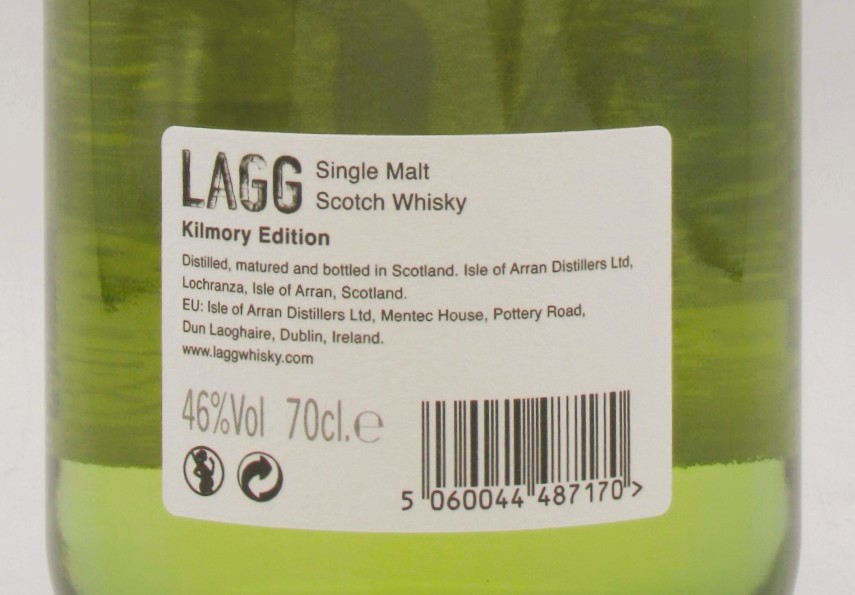 LAGG Single Malt
Scotch Whisky
Kilmory Edition
Distilled, matured and bottled in Scotland. Isle of Arran Distillers Ltd,
Lochranza, Isle of Arran, Scotland.
EU: Isle of Arran Distillers Ltd, Mentec House, Pottery Road,
Dun Laoghaire, Dublin, Ireland.
www.laggwhisky.com
46%Vol 70cl.℮
5 060044 487170 >